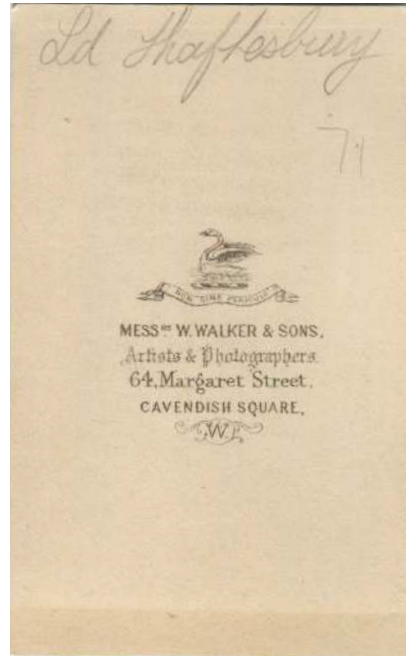 Ld Shaftesbury
71
NON SINE PERICULO
MESSRS W. WALKER & SONS,
Artists & Photographers
64, Margaret Street,
CAVENDISH SQUARE,
W.